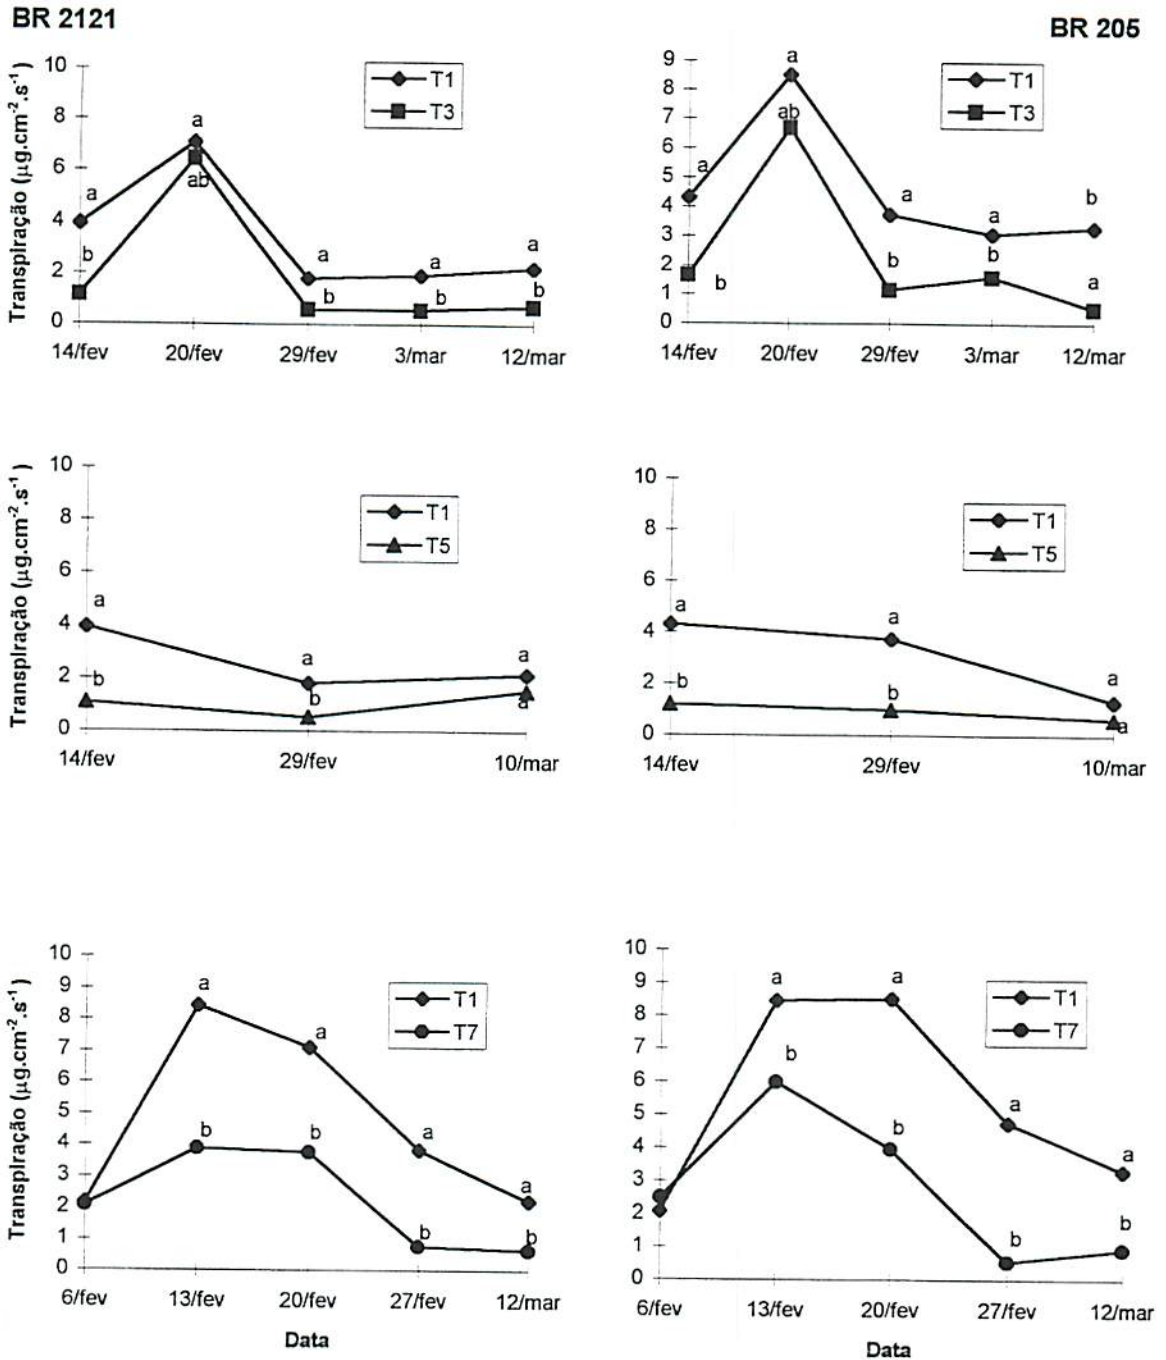 BR 2121
BR 205
Transpiração (µg.cm-2.s-1)
10
8
6
4
2
0
a
b
a
ab
a
b
a
b
a
b
T1
T3
14/fev 20/fev 29/fev 3/mar 12/mar
9
8
7
6
5
4
3
2
1
0
a
b
a
ab
a
b
a
b
b
a
T1
T3
14/fev 20/fev 29/fev 3/mar 12/mar
Transpiração (µg.cm-2.s-1)
10
8
6
4
2
0
a
b
a
b
a
a
T1
T5
14/fev 29/fev 10/mar
10
8
6
4
2
0
a
b
a
b
a
a
T1
T5
14/fev 29/fev 10/mar
Transpiração (µg.cm-2.s-1)
10
9
8
7
6
5
4
3
2
1
0
a
b
a
b
a
b
a
b
T1
T7
6/fev 13/fev 20/fev 27/fev 12/mar
Data
10
9
8
7
6
5
4
3
2
1
0
a
b
a
b
a
b
a
b
T1
T7
6/fev 13/fev 20/fev 27/fev 12/mar
Data